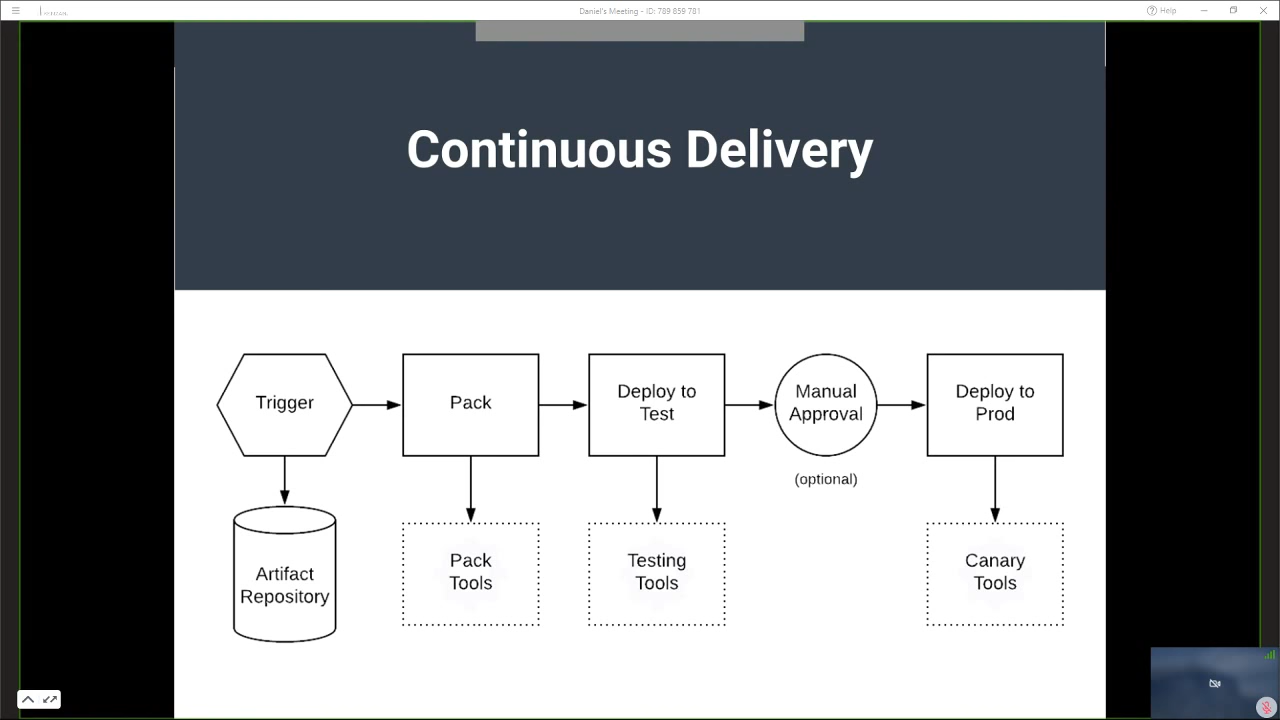 Daniel's Meeting - ID: 789 859 781
Help
Continuous Delivery
Trigger
Pack
Deploy to
Test
Manual
Approval
(optional)
Deploy to
Prod
Artifact
Repository
Pack
Tools
Testing
Tools
Canary
Tools